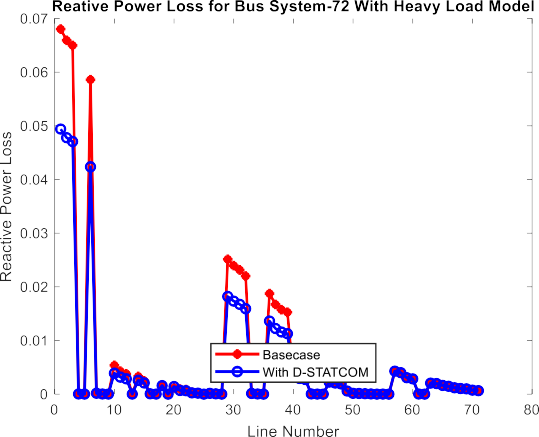 Reative Power Loss for Bus System-72 With Heavy Load Model
0.07
0.06
0.05
0.04
0.03
0.02
0.01
0
Reactive Power Loss
Basecase
With D-STATCOM
0 10 20 30 40 50 60 70 80
Line Number